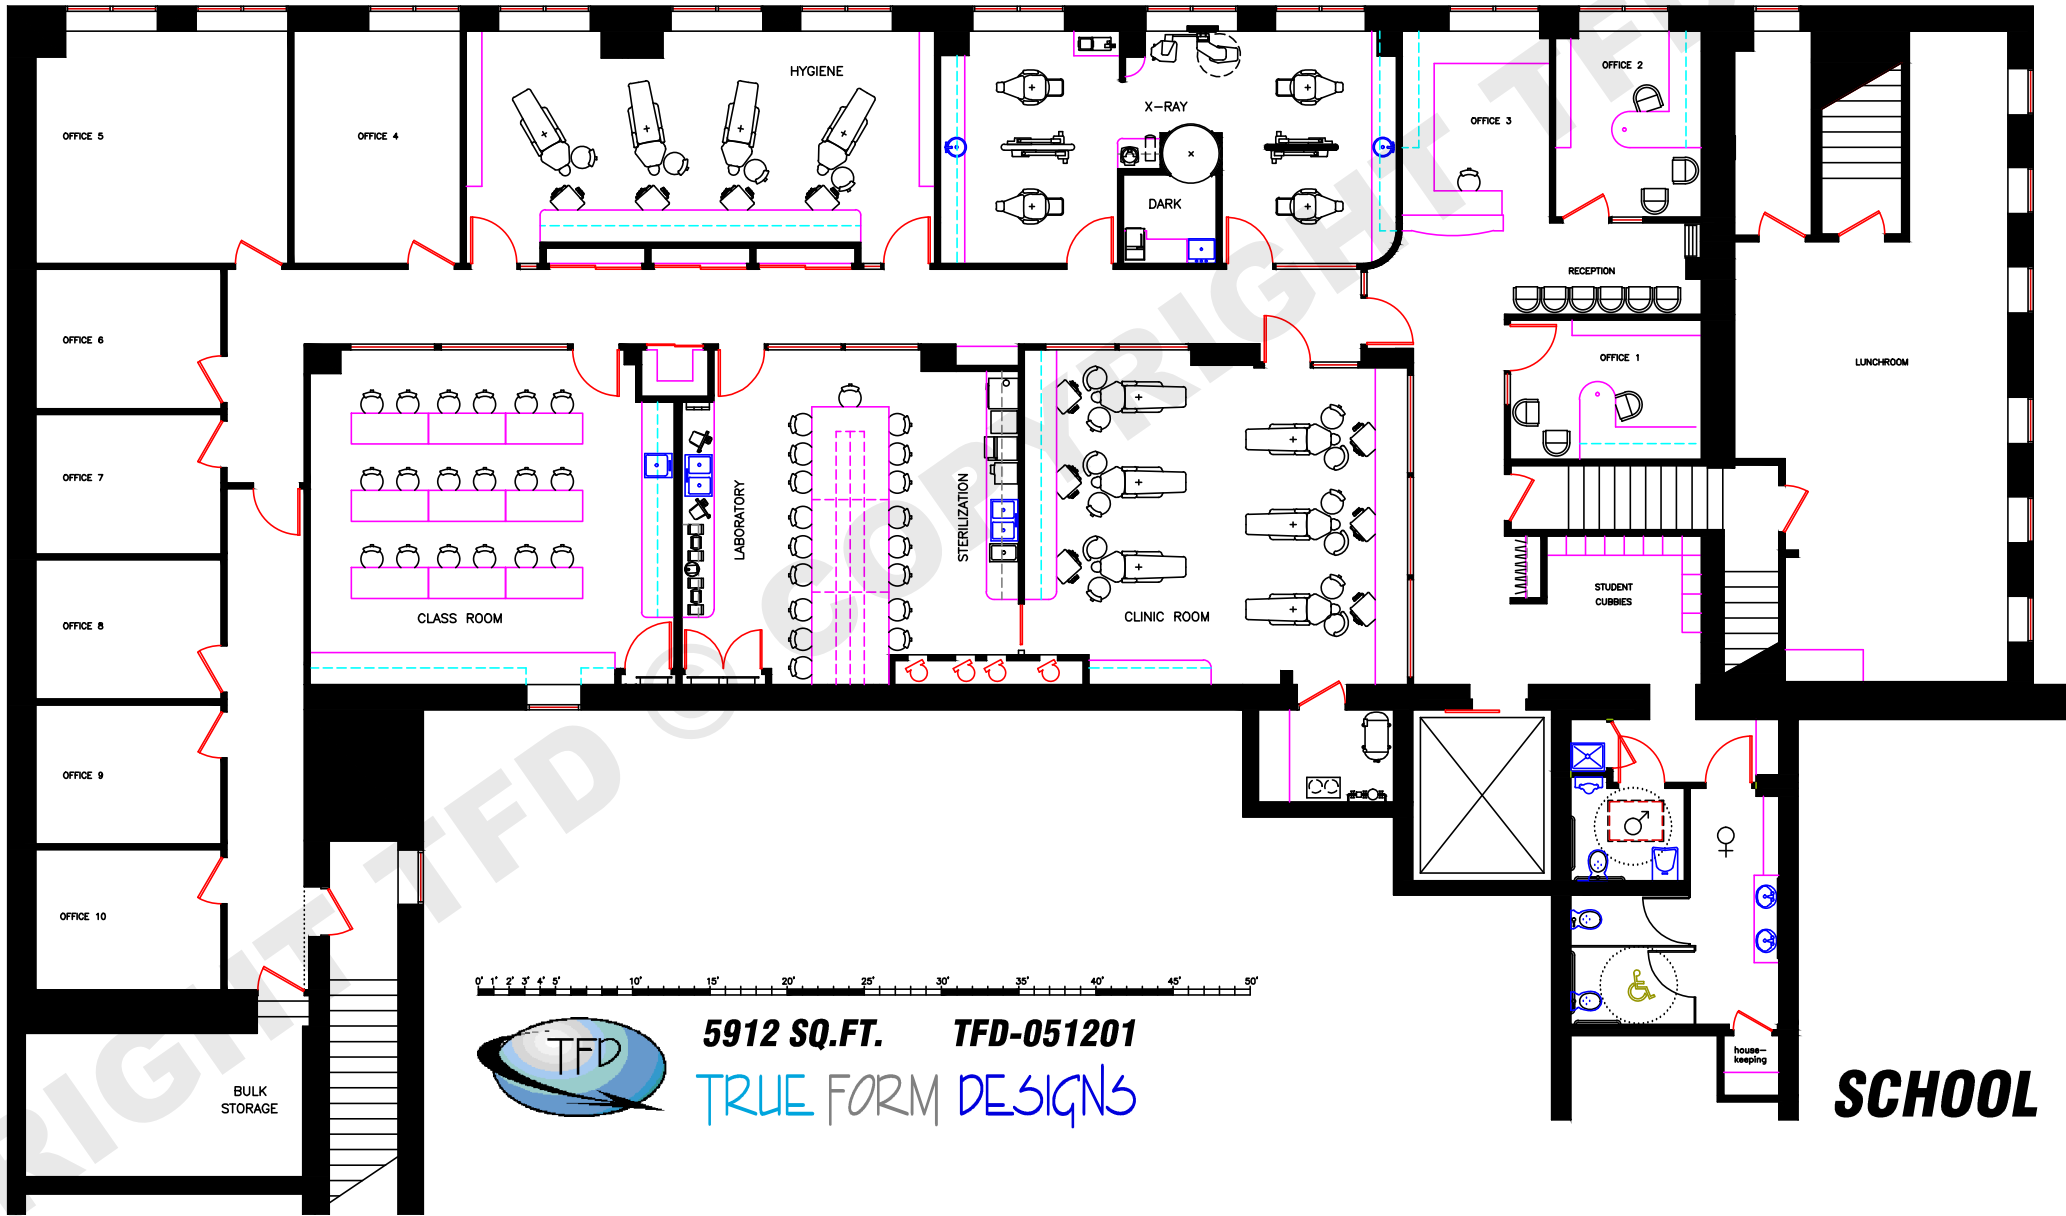 COPYRIGHT TFD © COPYRIGHT TFD
HYGIENE
OFFICE 5
OFFICE 4
X-RAY
DARK
OFFICE 3
OFFICE 2
RECEPTION
OFFICE 6
OFFICE 1
LUNCHROOM
OFFICE 7
LABORATORY
STERILIZATION
CLASS ROOM
CLINIC ROOM
STUDENT
CUBBIES
OFFICE 8
OFFICE 9
OFFICE 10
0' 1' 2' 3' 4' 5' 10' 15' 20' 25' 30' 35' 40' 45' 50'
TFD
5912 SQ.FT. TFD-051201
TRUE FORM DESIGNS
BULK
STORAGE
house-
keeping
SCHOOL